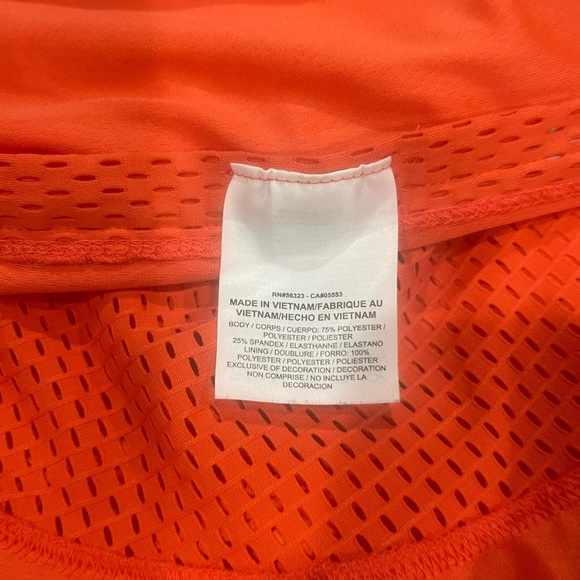 RN#56323 - CA#05553
MADE IN VIETNAM/FABRIQUE AU
VIETNAM/HECHO EN VIETNAM
BODY / CORPS / CUERPO: 75% POLYESTER /
POLYESTER / POLIESTER
25% SPANDEX / ELASTHANNE / ELASTANO
LINING / DOUBLURE / FORRO: 100%
POLYESTER / POLYESTER / POLIESTER
EXCLUSIVE OF DECORATION / DECORATION
NON COMPRISE / NO INCLUYE LA
DECORACION